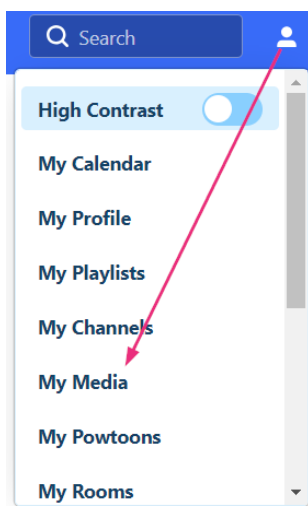 Search
High Contrast
My Calendar
My Profile
My Playlists
My Channels
My Media
My Powtoons
My Rooms